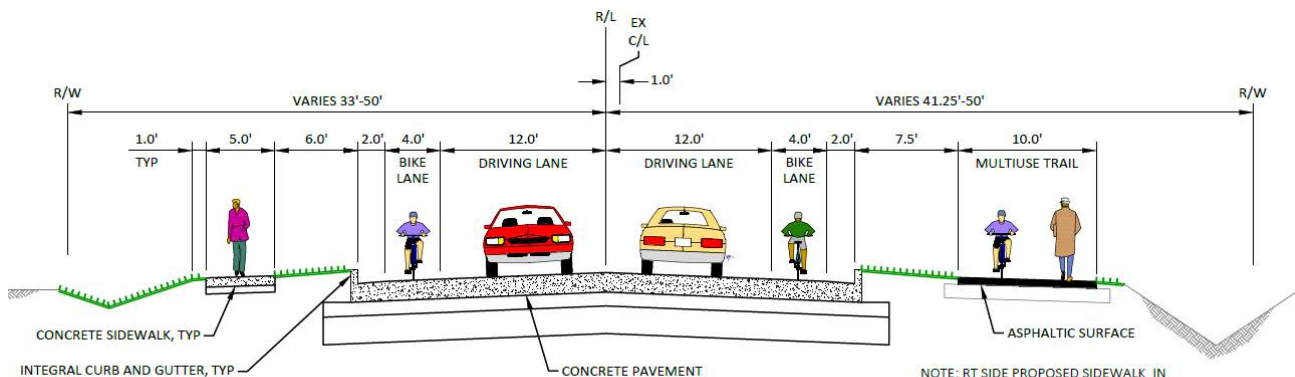 R/L
EX
C/L
1.0'
R/W
R/W
VARIES 33'-50'
VARIES 41.25'-50'
1.0'
5.0'
6.0'
2.0'
4.0'
12.0'
12.0'
4.0'
2.0'
7.5'
10.0'
TYP
BIKE
LANE
DRIVING LANE
DRIVING LANE
BIKE
LANE
MULTIUSE TRAIL
CONCRETE SIDEWALK, TYP
ASPHALTIC SURFACE
INTEGRAL CURB AND GUTTER, TYP
CONCRETE PAVEMENT
NOTE: RT SIDE PROPOSED SIDEWALK IN